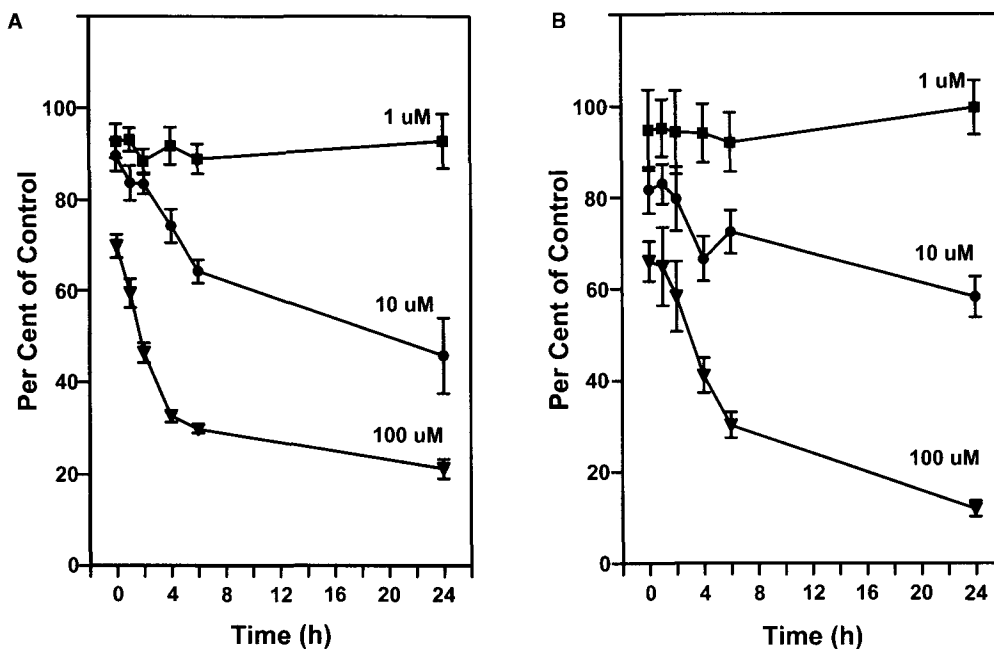 A
Per Cent of Control
100
80
60
40
20
0
1 uM
10 uM
100 uM
0 4 8 12 16 20 24
Time (h)
B
Per Cent of Control
100
80
60
40
20
0
1 uM
10 uM
100 uM
0 4 8 12 16 20 24
Time (h)